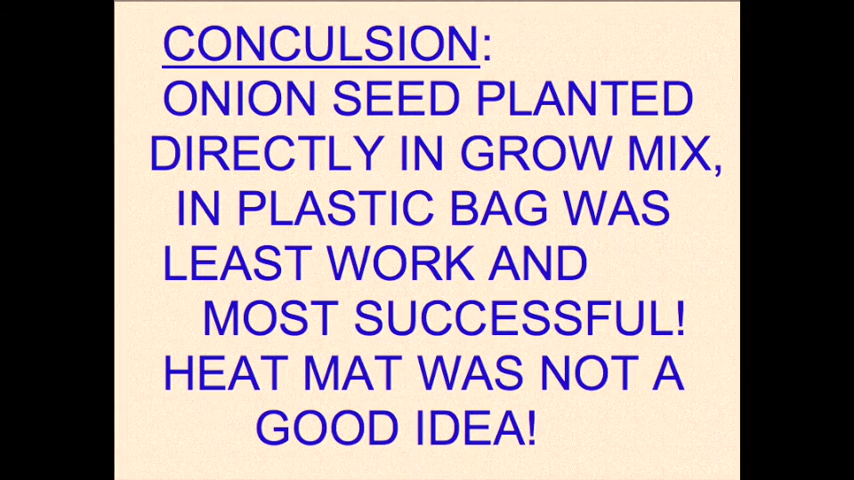 CONCULSION:
ONION SEED PLANTED
DIRECTLY IN GROW MIX,
IN PLASTIC BAG WAS
LEAST WORK AND
MOST SUCCESSFUL!
HEAT MAT WAS NOT A
GOOD IDEA!